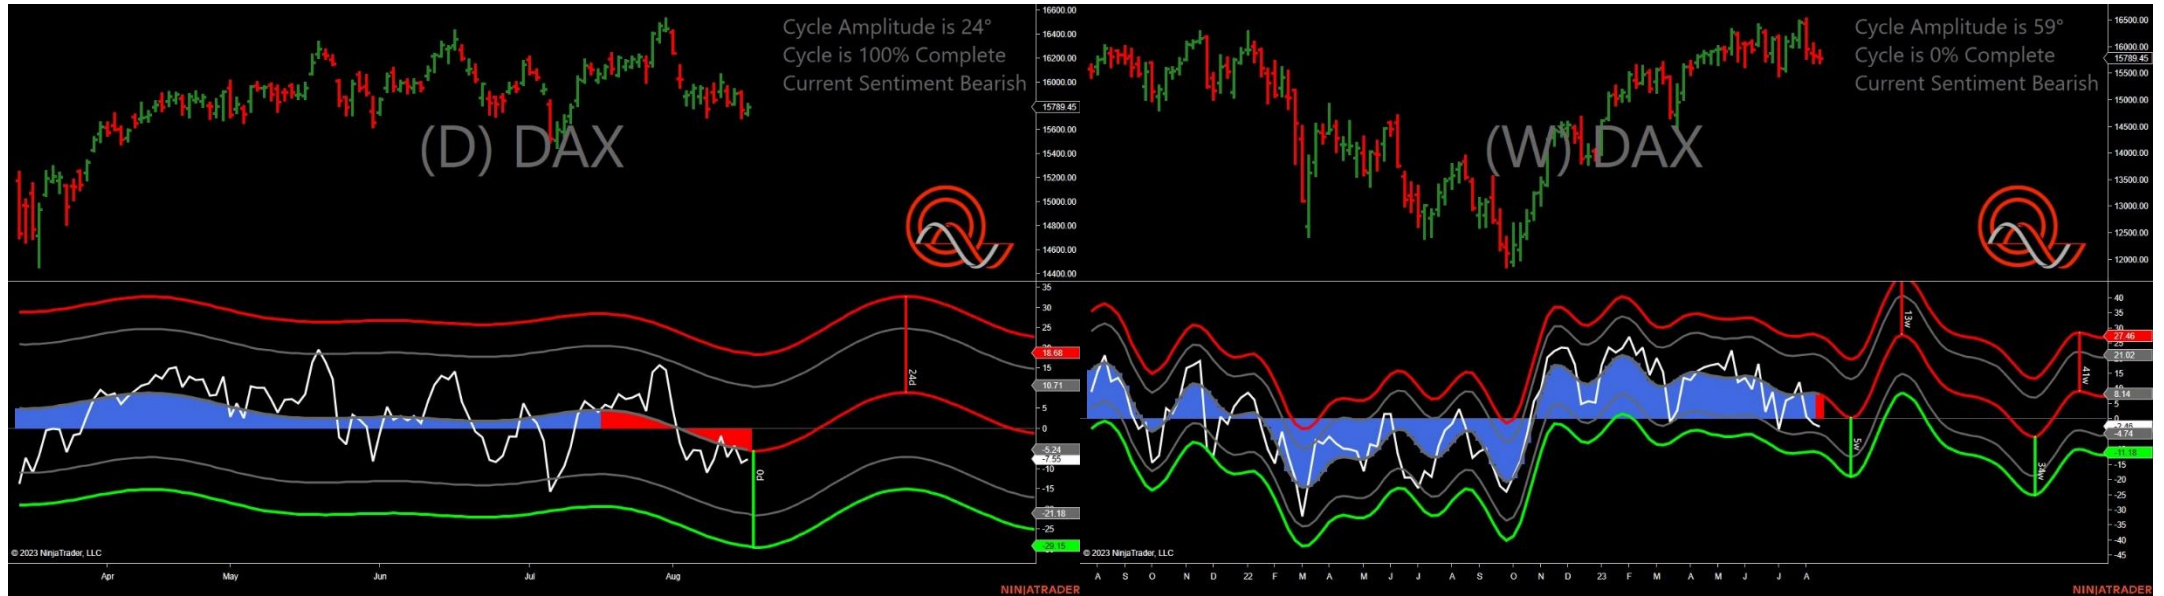 Cycle Amplitude is 24°
Cycle is 100% Complete
Current Sentiment Bearish
(D) DAX
16600.00
16400.00
16200.00
16000.00
15789.45
15600.00
15400.00
15200.00
15000.00
14800.00
14600.00
14400.00
35
30
25
18.68
15
10.71
5
0
-5.24
-7.55
-10
-15
-21.18
-25
-29.15
24d
0d
© 2023 NinjaTrader, LLC
Apr May Jun Jul Aug
NINJATRADER
Cycle Amplitude is 59°
Cycle is 0% Complete
Current Sentiment Bearish
(W) DAX
16500.00
16000.00
15789.45
15500.00
15000.00
14500.00
14000.00
13500.00
13000.00
12500.00
12000.00
40
35
30
27.46
25
21.02
15
10
8.14
5
0
-2.46
-4.74
-11.18
-15
-20
-25
-30
-35
-40
-45
13w
41w
5w
34w
© 2023 NinjaTrader, LLC
A S O N D 22 F M A M J J A S O N D 23 F M A M J J A
NINJATRADER